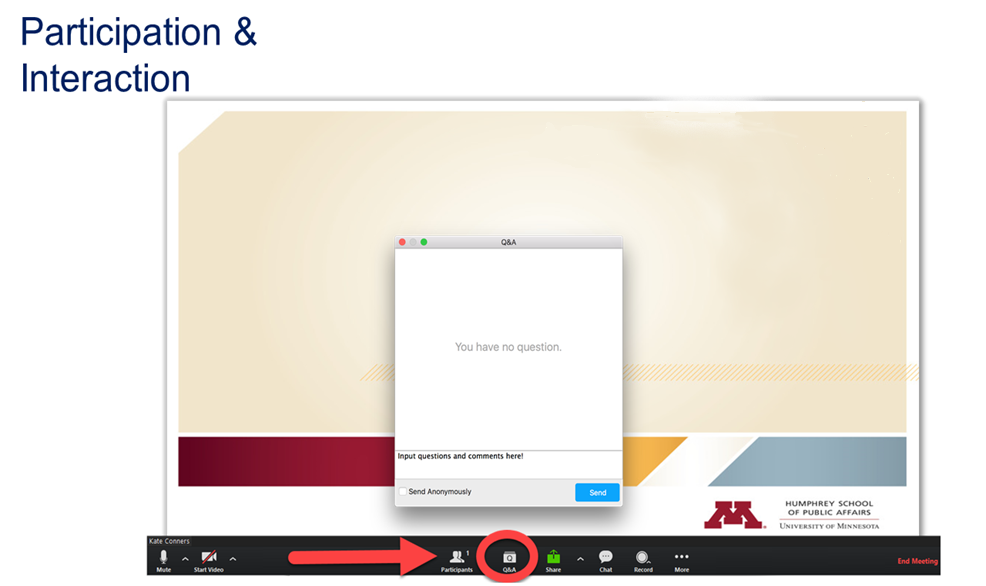 Participation &
Interaction
Q&A
You have no question.
Input questions and comments here!
Send Anonymously
Send
M
HUMPHREY SCHOOL
OF PUBLIC AFFAIRS
UNIVERSITY OF MINNESOTA
Kate Conners
Mute
Start Video
Participants
1
Q&A
Share
Chat
Record
More
End Meeting